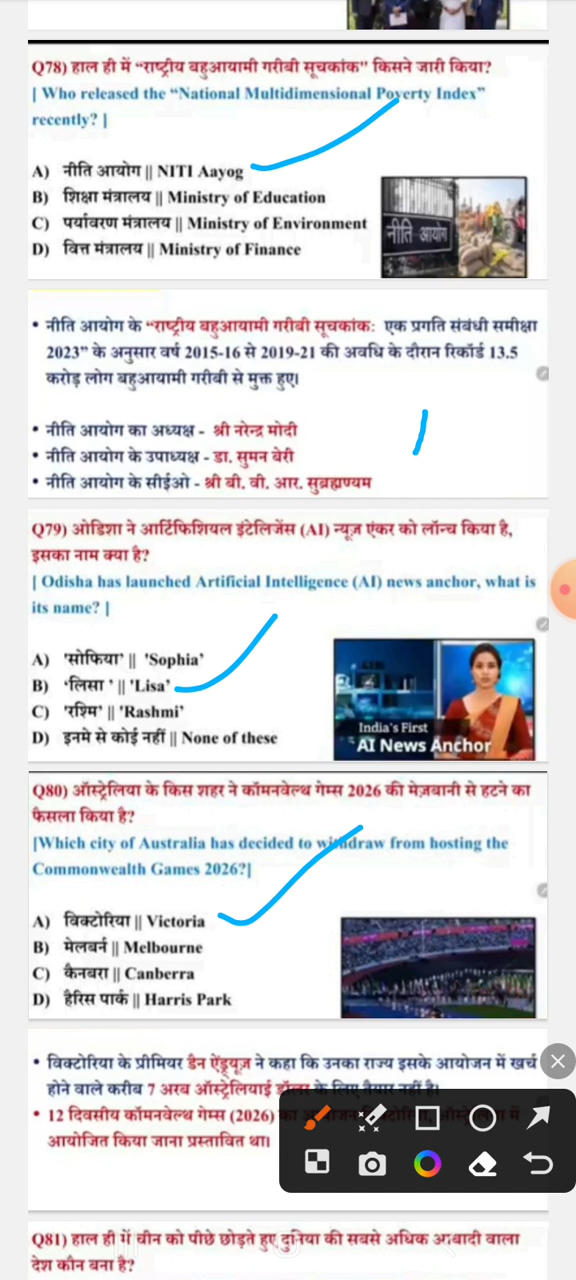 Q78) हाल ही में “राष्ट्रीय बहुआयामी गरीबी सूचकांक” किसने जारी किया?
| Who released the “National Multidimensional Poverty Index”
recently? |
A) नीति आयोग || NITI Aayog
B) शिक्षा मंत्रालय || Ministry of Education
C) पर्यावरण मंत्रालय || Ministry of Environment
D) वित्त मंत्रालय || Ministry of Finance
नीति आयोग
• नीति आयोग के “राष्ट्रीय बहुआयामी गरीबी सूचकांक: एक प्रगति संबंधी समीक्षा
2023” के अनुसार वर्ष 2015-16 से 2019-21 की अवधि के दौरान रिकॉर्ड 13.5
करोड़ लोग बहुआयामी गरीबी से मुक्त हुए।
• नीति आयोग का अध्यक्ष - श्री नरेन्द्र मोदी
• नीति आयोग के उपाध्यक्ष - डा. सुमन बेरी
• नीति आयोग के सीईओ - श्री बी. वी. आर. सुब्रह्मण्यम
Q79) ओडिशा ने आर्टिफिशियल इंटेलिजेंस (AI) न्यूज़ एंकर को लॉन्च किया है,
इसका नाम क्या है?
| Odisha has launched Artificial Intelligence (AI) news anchor, what is
its name? |
A) 'सोफिया' || 'Sophia’
B) ‘लिसा ' || 'Lisa’
C) 'रश्मि' || 'Rashmi’
D) इनमे से कोई नहीं || None of these
India's First
AI News Anchor
Q80) ऑस्ट्रेलिया के किस शहर ने कॉमनवेल्थ गेम्स 2026 की मेज़बानी से हटने का
फैसला किया है?
|Which city of Australia has decided to withdraw from hosting the
Commonwealth Games 2026?|
A) विक्टोरिया || Victoria
B) मेलबर्न || Melbourne
C) कैनबरा || Canberra
D) हैरिस पार्क || Harris Park
• विक्टोरिया के प्रीमियर डैन ऐंड्र्यूज़ ने कहा कि उनका राज्य इसके आयोजन में खर्च
होने वाले करीब 7 अरब ऑस्ट्रेलियाई डॉलर के लिए तैयार नहीं है।
• 12 दिवसीय कॉमनवेल्थ गेम्स (2026) का आयोजन विक्टोरिया, ऑस्ट्रेलिया में
आयोजित किया जाना प्रस्तावित था।
Q81) हाल ही में चीन को पीछे छोड़ते हुए दुनिया की सबसे अधिक आबादी वाला
देश कौन बना है?